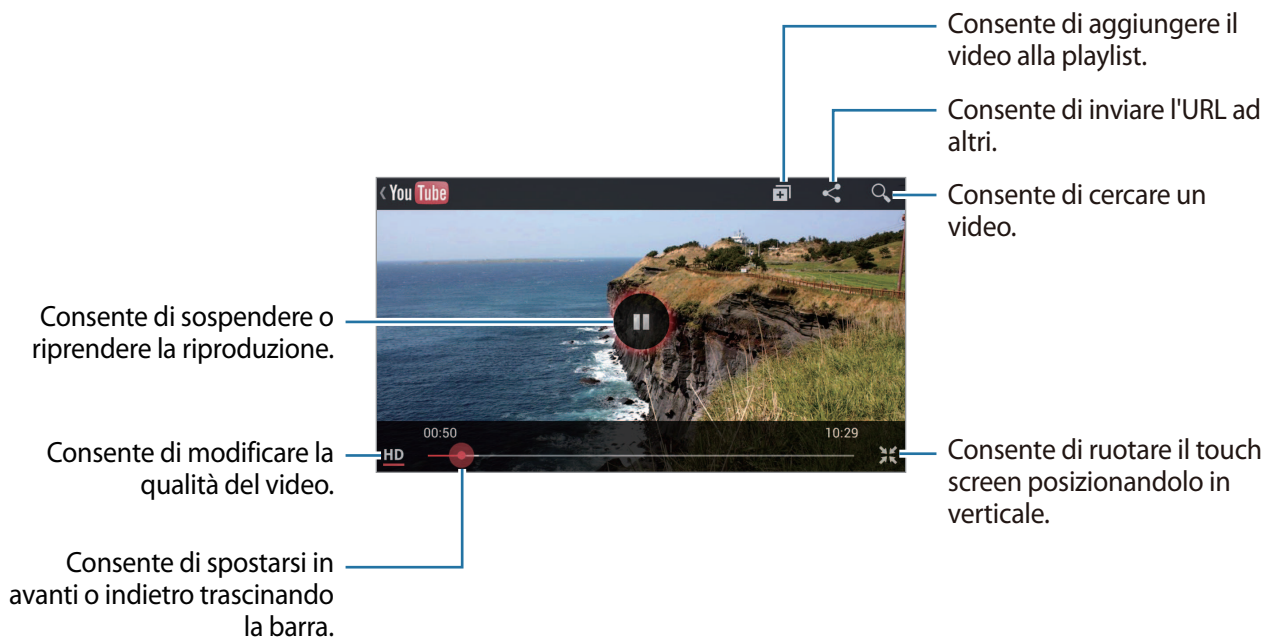 Consente di aggiungere il
video alla playlist.
Consente di inviare l'URL ad
altri.
Consente di cercare un
video.
You Tube
Consente di sospendere o
riprendere la riproduzione.
00:50
10:29
HD
Consente di modificare la
qualità del video.
Consente di ruotare il touch
screen posizionandolo in
verticale.
Consente di spostarsi in
avanti o indietro trascinando
la barra.